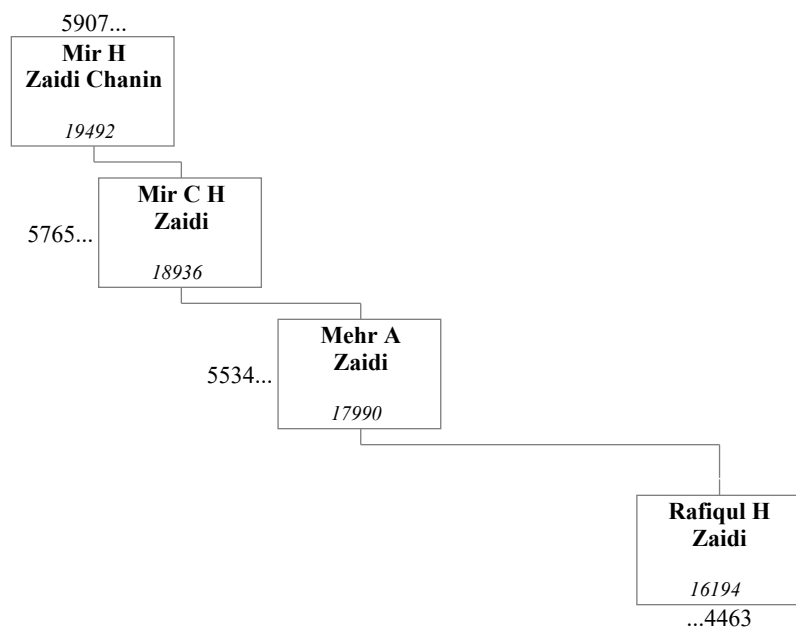 5907...
Mir H
Zaidi Chanin
19492
Mir C H
Zaidi
5765...
18936
Mehr A
Zaidi
5534...
17990
Rafiqul H
Zaidi
16194
...4463